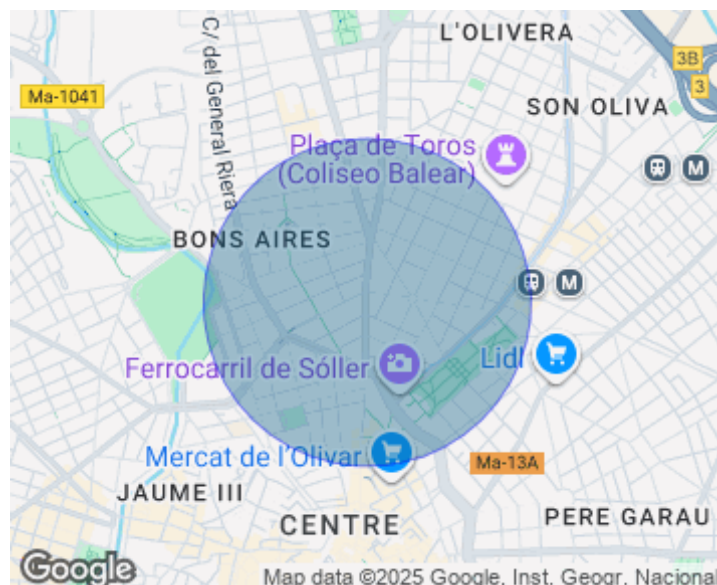 L'OLIVERA
3B
3
Ma-1041
C/ del General Riera
SON OLIVA
Plaça de Toros
(Coliseo Balear)
M
BONS AIRES
M
Ferrocarril de Sóller
Lidl
Mercat de l'Olivar
Ma-13A
JAUME III
CENTRE
PERE GARAU
Google
Map data ©2025 Google, Inst. Geogr. Nacional